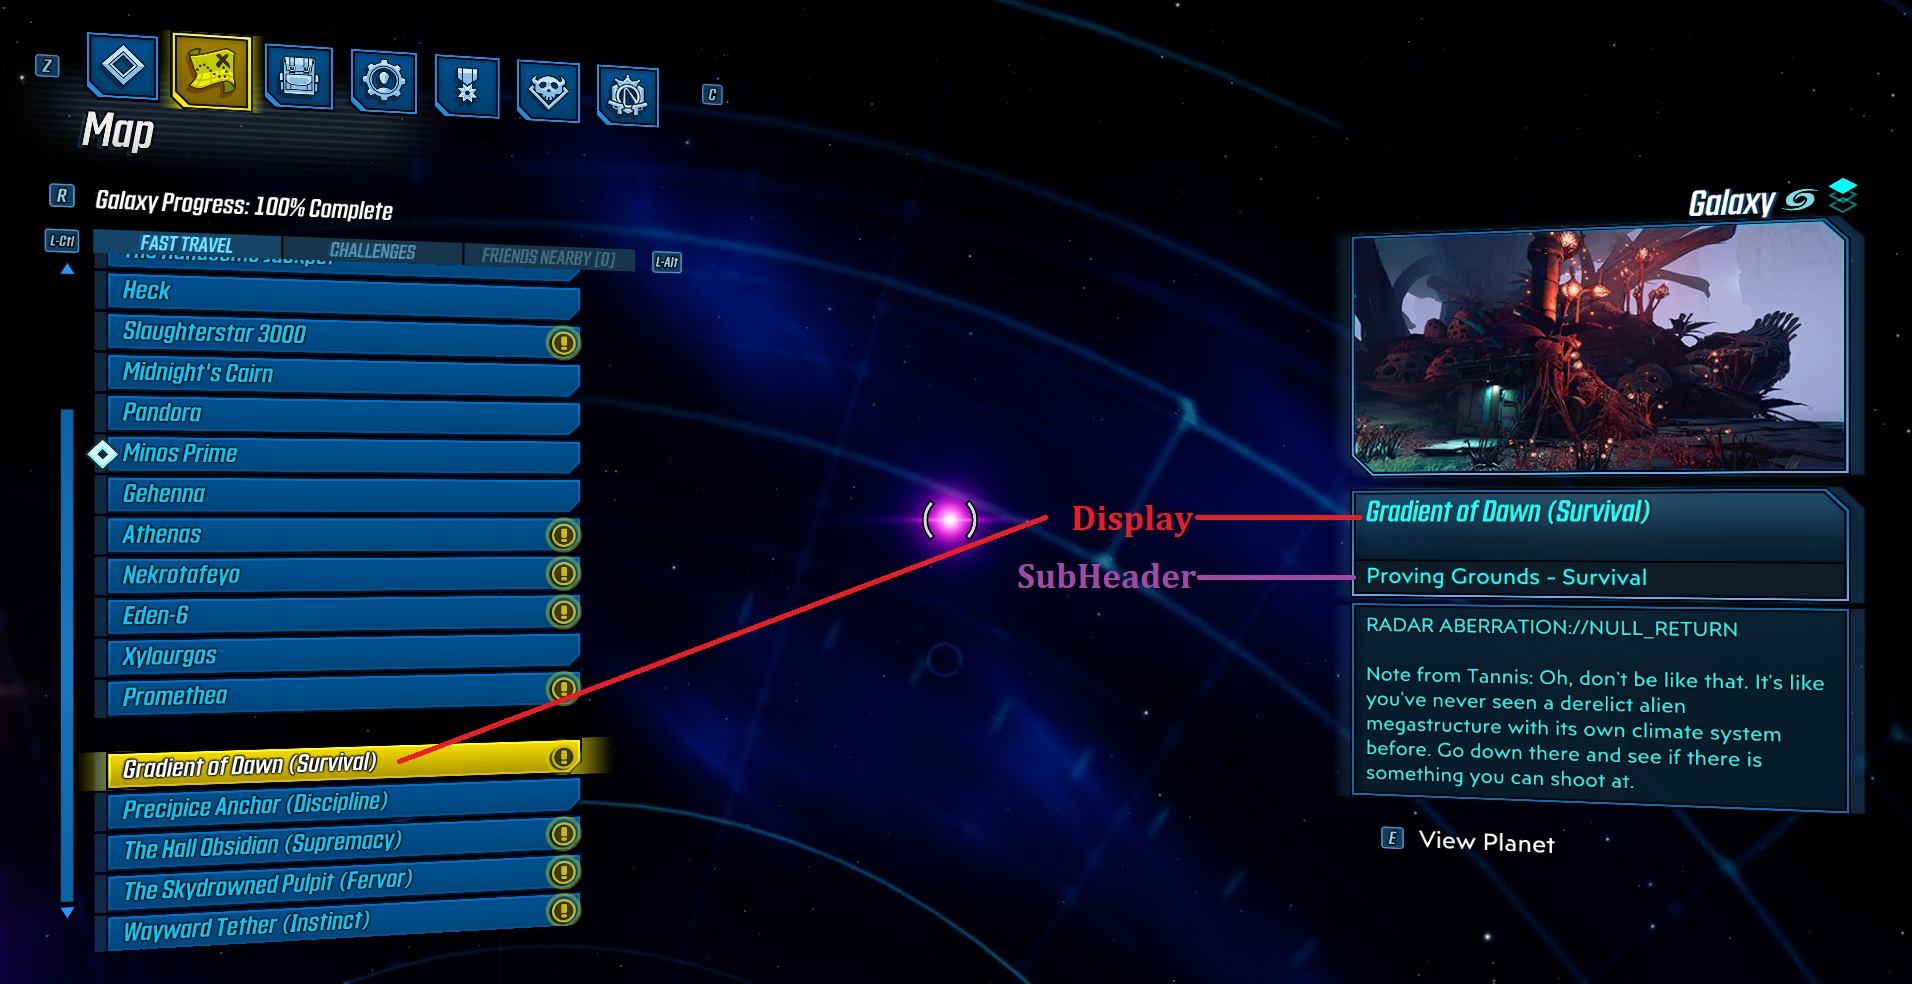 Z
C
Map
R
Galaxy Progress: 100% Complete
L-Ctl
FAST TRAVEL
CHALLENGES
FRIENDS NEARBY [0]
L-Alt
The Handsome Jackpot
Heck
Slaughterstar 3000
Midnight's Cairn
Pandora
Minos Prime
Gehenna
Athenas
Nekrotafeyo
Eden-6
Xylourgos
Promethea
Gradient of Dawn (Survival)
Precipice Anchor (Discipline)
The Hall Obsidian (Supremacy)
The Skydrowned Pulpit (Fervor)
Wayward Tether (Instinct)
Display
SubHeader
Galaxy
Gradient of Dawn (Survival)
Proving Grounds - Survival
RADAR ABERRATION://NULL_RETURN
Note from Tannis: Oh, don't be like that. It's like
you've never seen a derelict alien
megastructure with its own climate system
before. Go down there and see if there is
something you can shoot at.
E
View Planet